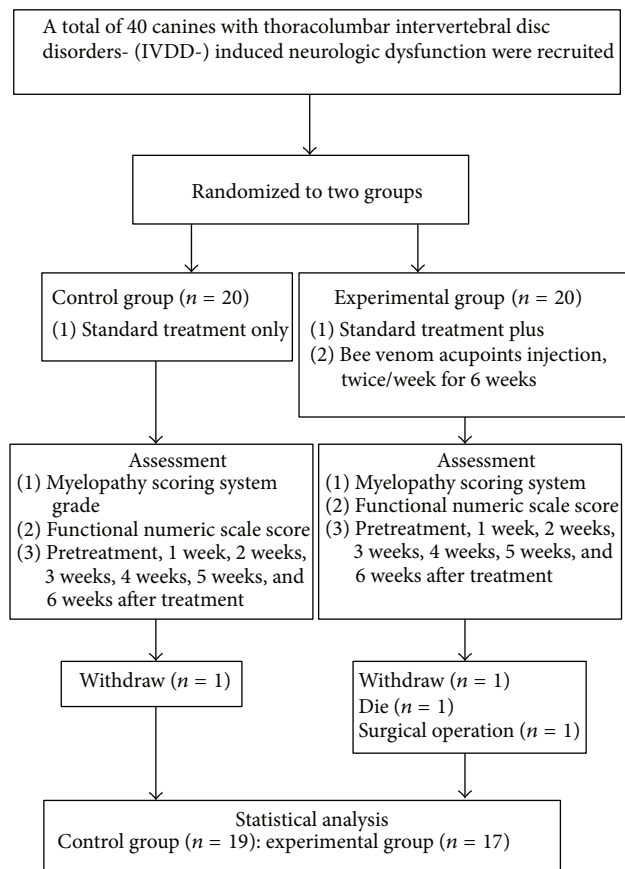 A total of 40 canines with thoracolumbar intervertebral disc
disorders- (IVDD-) induced neurologic dysfunction were recruited
Randomized to two groups
Control group (n = 20)
(1) Standard treatment only
Experimental group (n = 20)
(1) Standard treatment plus
(2) Bee venom acupoints injection,
twice/week for 6 weeks
Assessment
(1) Myelopathy scoring system
grade
(2) Functional numeric scale score
(3) Pretreatment, 1 week, 2 weeks,
3 weeks, 4 weeks, 5 weeks, and
6 weeks after treatment
Assessment
(1) Myelopathy scoring system
(2) Functional numeric scale score
(3) Pretreatment, 1 week, 2 weeks,
3 weeks, 4 weeks, 5 weeks, and
6 weeks after treatment
Withdraw (n = 1)
Withdraw (n = 1)
Die (n = 1)
Surgical operation (n = 1)
Statistical analysis
Control group (n = 19): experimental group (n = 17)